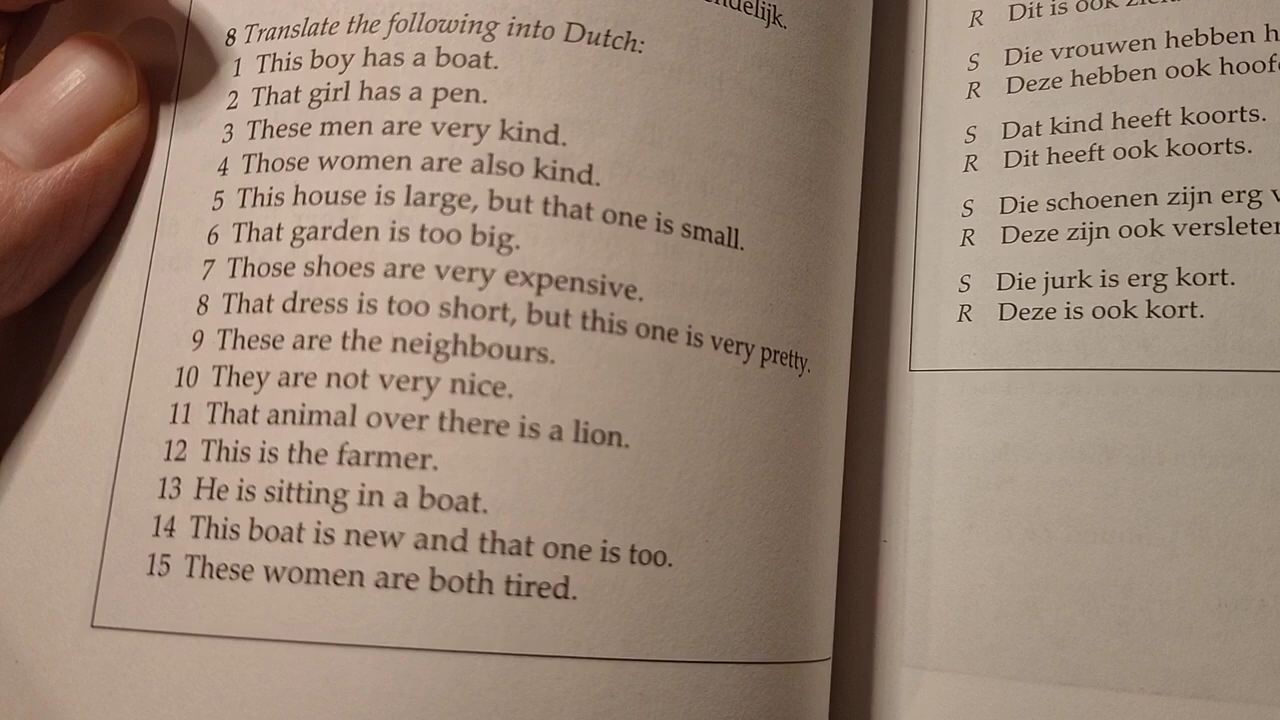 8 Translate the following into Dutch:
1 This boy has a boat.
2 That girl has a pen.
3 These men are very kind.
4 Those women are also kind.
5 This house is large, but that one is small.
6 That garden is too big.
7 Those shoes are very expensive.
8 That dress is too short, but this one is very pretty.
9 These are the neighbours.
10 They are not very nice.
11 That animal over there is a lion.
12 This is the farmer.
13 He is sitting in a boat.
14 This boat is new and that one is too.
15 These women are both tired.
R Dit is ook
S Die vrouwen hebben
R Deze hebben ook
S Dat kind heeft koorts.
R Dit heeft ook koorts.
S Die schoenen zijn erg
R Deze zijn ook
S Die jurk is erg kort.
R Deze is ook kort.